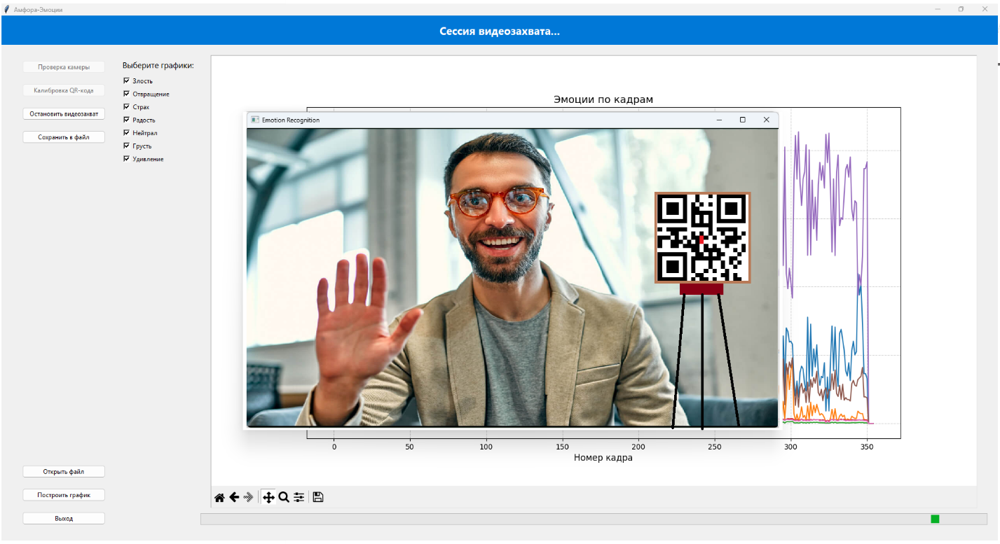 Амфора-Эмоции
Сессия видеозахвата...
Проверка камеры
Калибровка QR-кода
Остановить видеозахват
Сохранить в файл
Выберите графики:
Злость
Отвращение
Страх
Радость
Нейтрал
Грусть
Удивление
Эмоции по кадрам
Emotion Recognition
0 50 100 150 200 250 300 350
Номер кадра
Открыть файл
Построить график
Выход